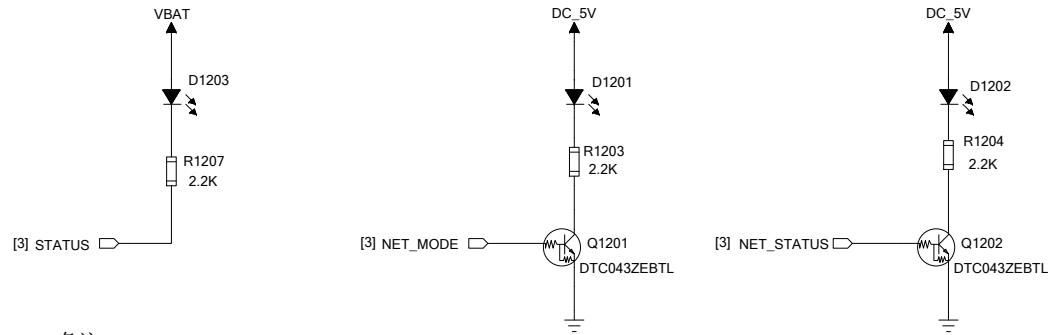 VBAT
DC_5V
DC_5V
D1203
D1201
D1202
R1207
2.2K
R1203
2.2K
R1204
2.2K
[3] STATUS
[3] NET_MODE
[3] NET_STATUS
Q1201
DTC043ZEBTL
Q1202
DTC043ZEBTL